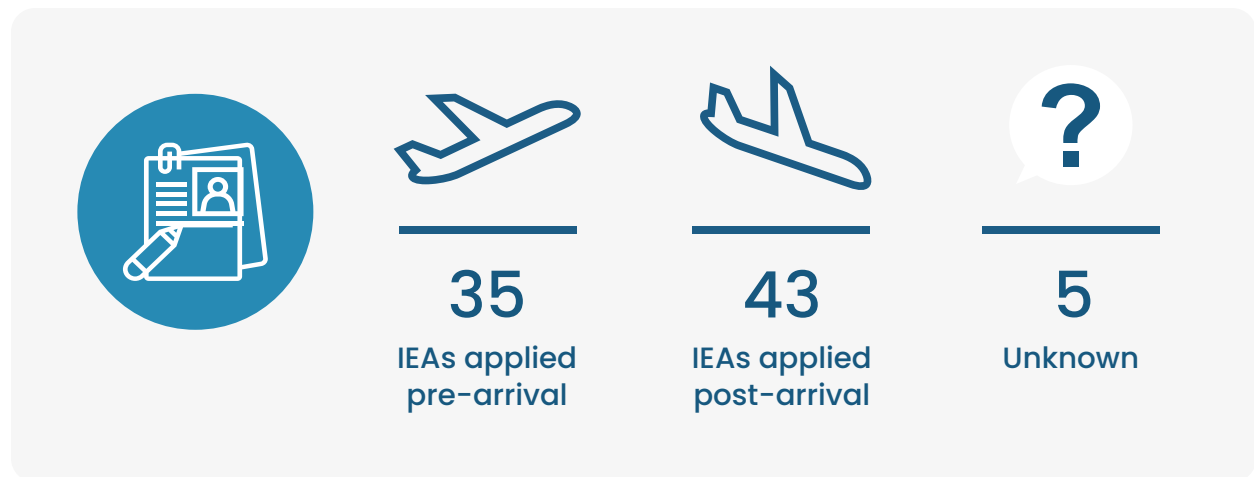 ?
35
IEAs applied
pre-arrival
43
IEAs applied
post-arrival
5
Unknown